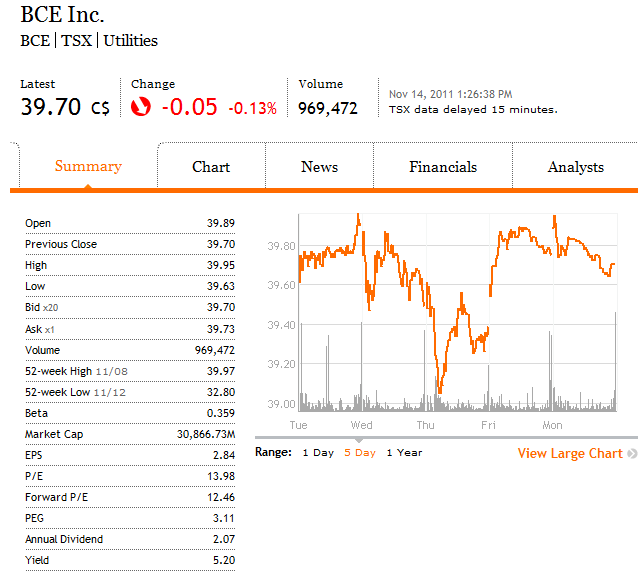 BCE Inc.
BCE | TSX | Utilities
Latest
39.70 C$
Change
-0.05 -0.13%
Volume
969,472
Nov 14, 2011 1:26:38 PM
TSX data delayed 15 minutes.
Summary
Chart
News
Financials
Analysts
Open 39.89
Previous Close 39.70
High 39.95
Low 39.63
Bid x20 39.70
Ask x1 39.73
Volume 969,472
52-week High 11/08 39.97
52-week Low 11/12 32.80
Beta 0.359
Market Cap 30,866.73M
EPS 2.84
P/E 13.98
Forward P/E 12.46
PEG 3.11
Annual Dividend 2.07
Yield 5.20
39.80
39.60
39.40
39.20
39.00
Tue Wed Thu Fri Mon
Range: 1 Day 5 Day 1 Year
View Large Chart